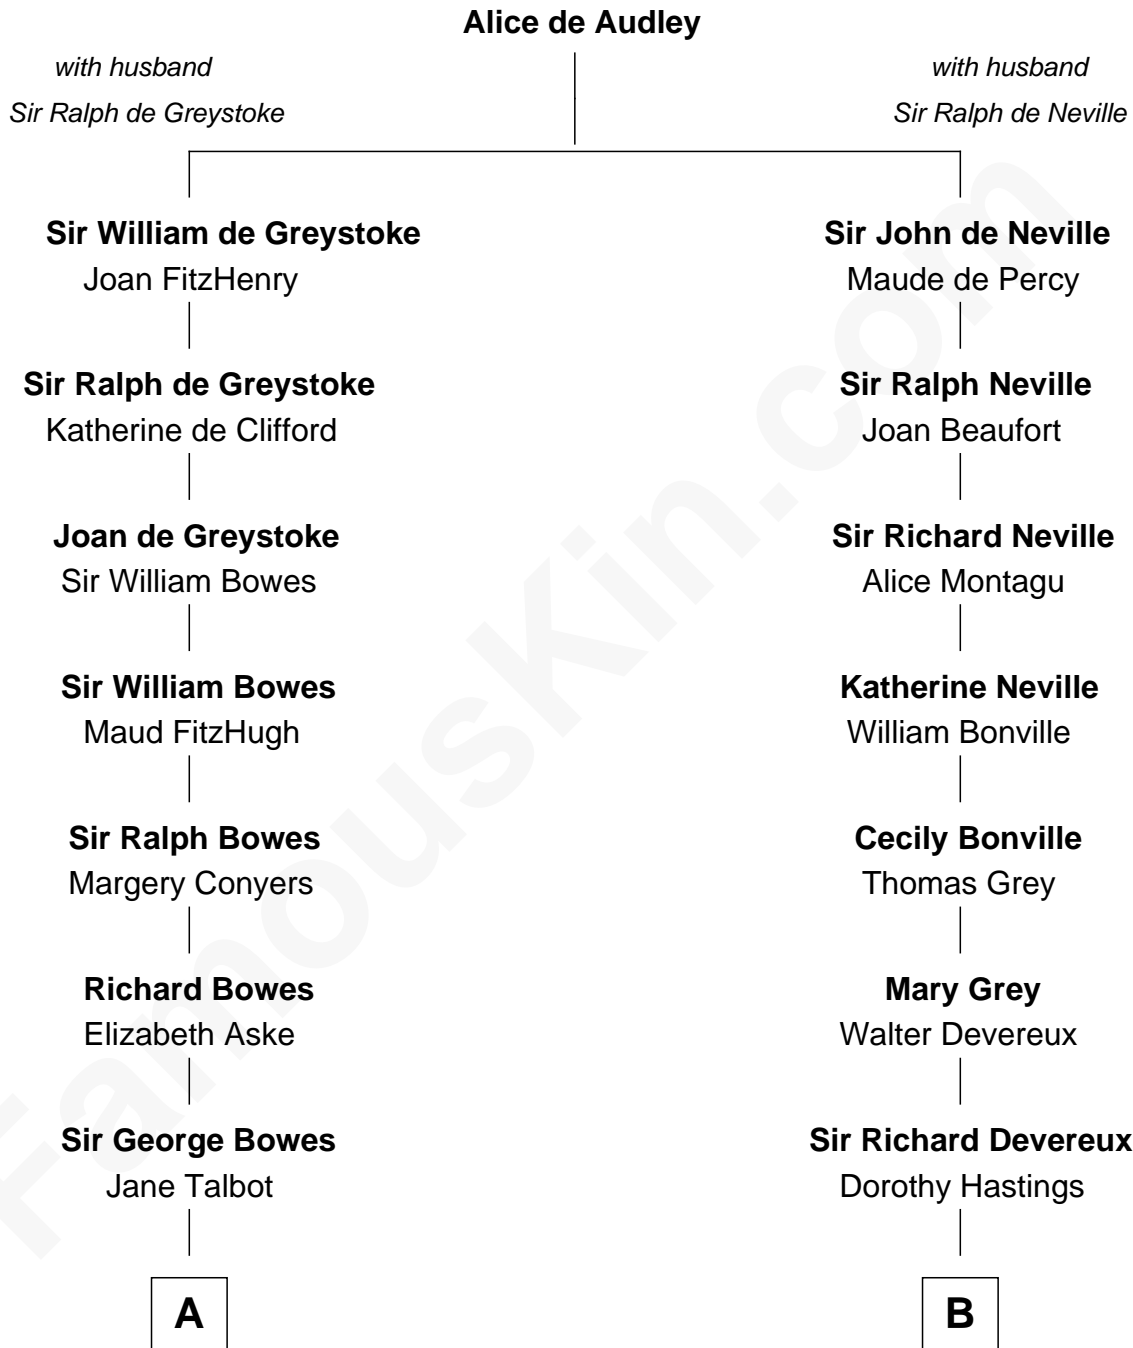 Alice de Audley
with husband
Sir Ralph de Greystoke
with husband
Sir Ralph de Neville
Sir William de Greystoke
Joan FitzHenry
Sir John de Neville
Maude de Percy
Sir Ralph de Greystoke
Katherine de Clifford
Sir Ralph Neville
Joan Beaufort
Joan de Greystoke
Sir William Bowes
Sir Richard Neville
Alice Montagu
Sir William Bowes
Maud FitzHugh
Katherine Neville
William Bonville
Sir Ralph Bowes
Margery Conyers
Cecily Bonville
Thomas Grey
Richard Bowes
Elizabeth Aske
Mary Grey
Walter Devereux
Sir George Bowes
Jane Talbot
Sir Richard Devereux
Dorothy Hastings
A
B
FamousKin.com